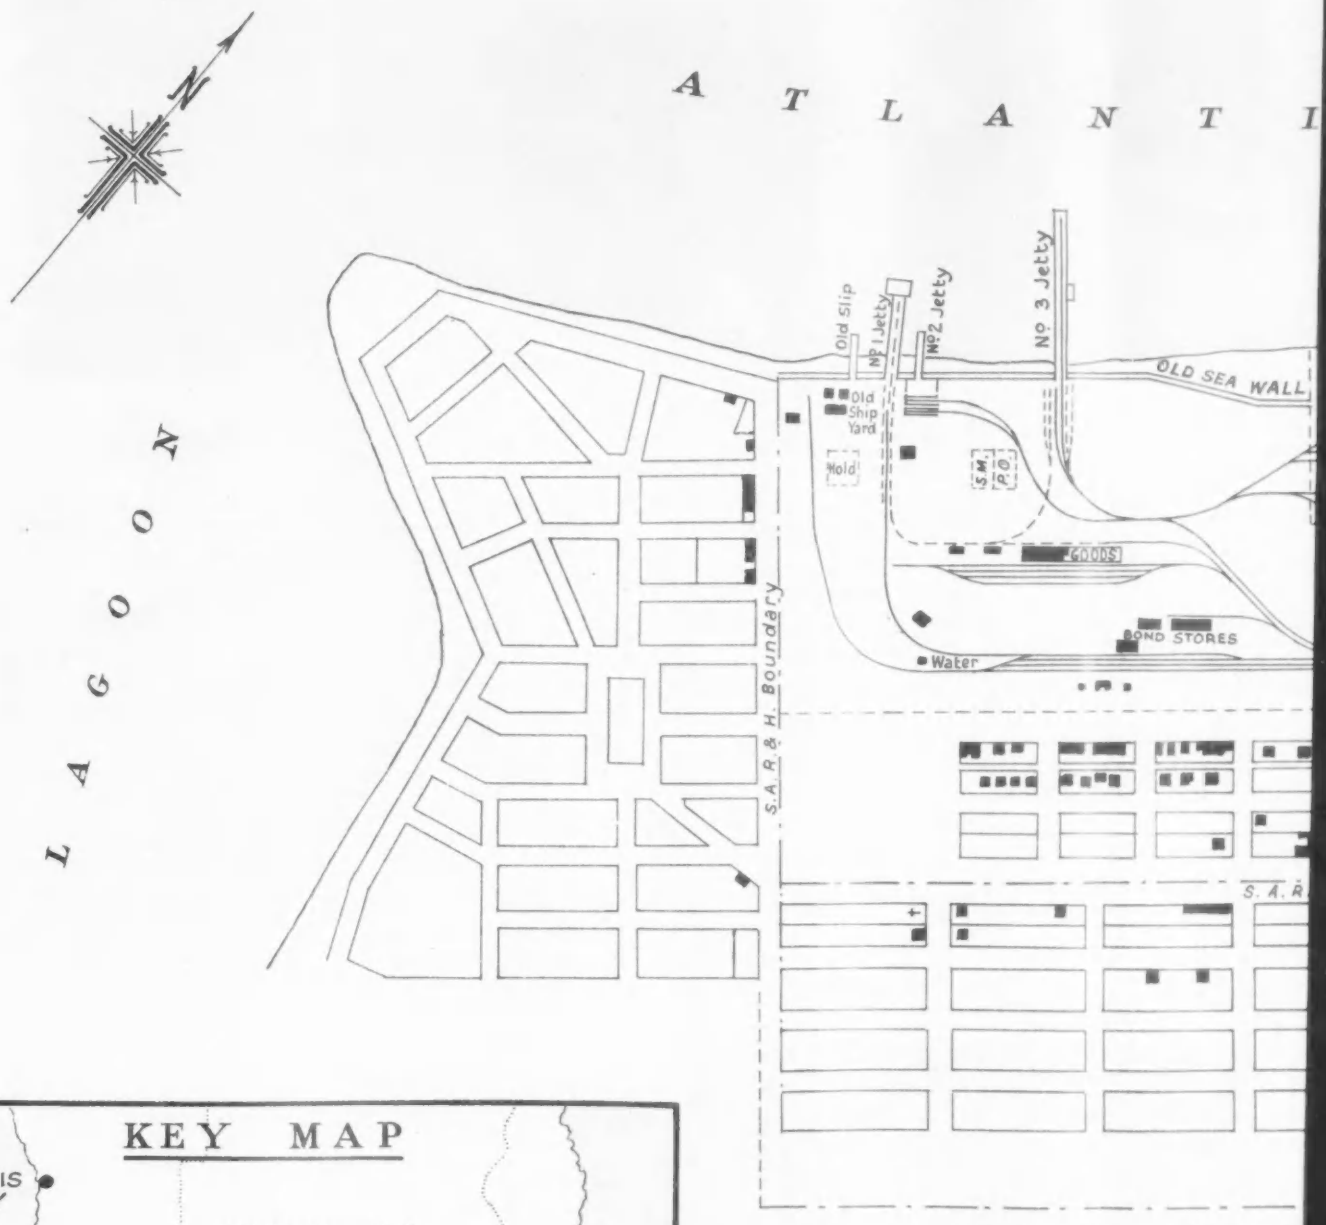 N
A T L A N T I
L A G O O N
Old Slip
Nº 1 Jetty
Nº 2 Jetty
Nº 3 Jetty
OLD SEA WALL
Old
Ship
Yard
Hold
S.M.
P.O.
GOODS
BOND STORES
Water
S.A.R. & H. Boundary
S. A. R.
KEY MAP
IS